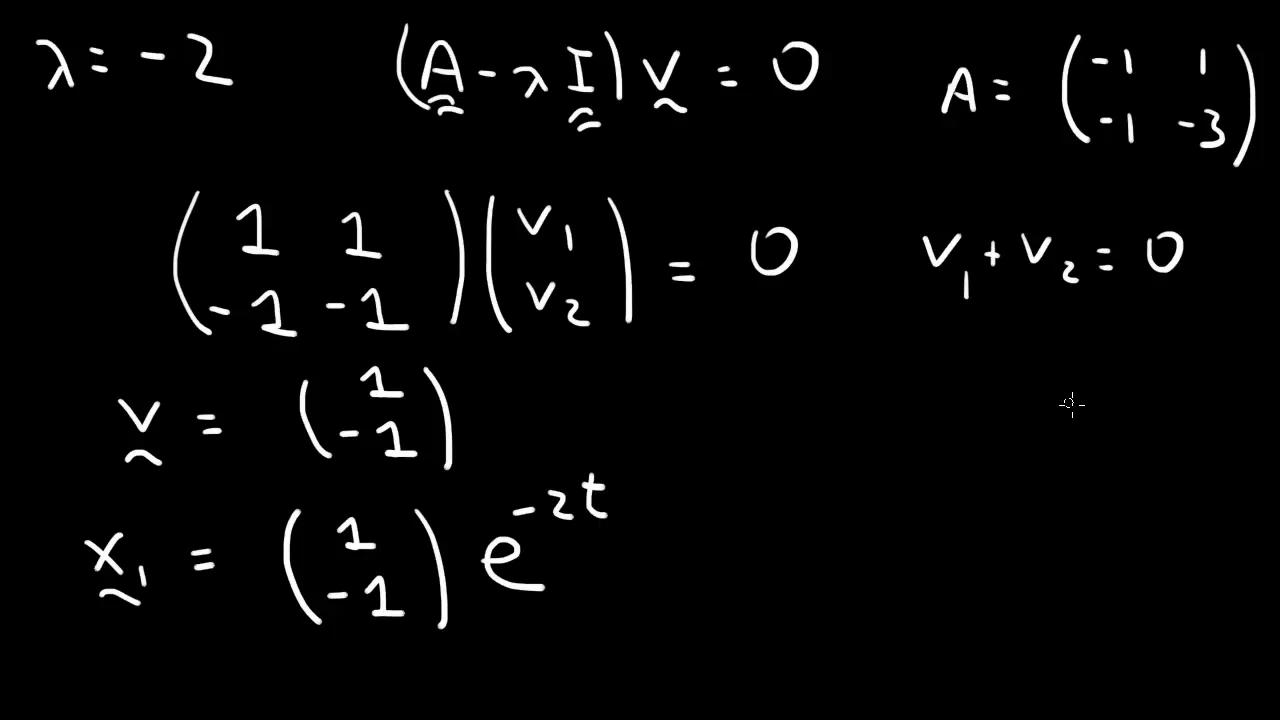 λ = -2 (A - λ I) v = 0 A = (-1 1
-1 -3)
(1 1
-1 -1) (v₁
v₂) = 0 v₁ + v₂ = 0
v = (1
-1)
x₁ = (1
-1) e^{-2t}